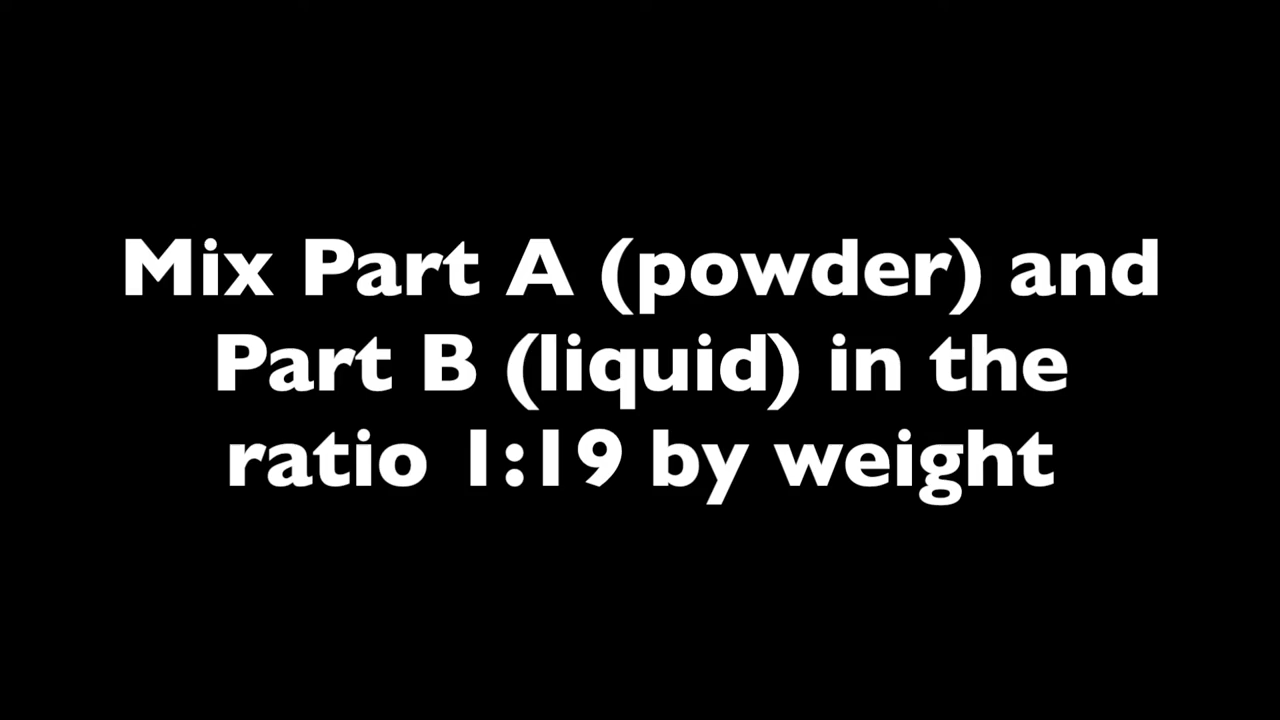 Mix Part A (powder) and
Part B (liquid) in the
ratio 1:19 by weight